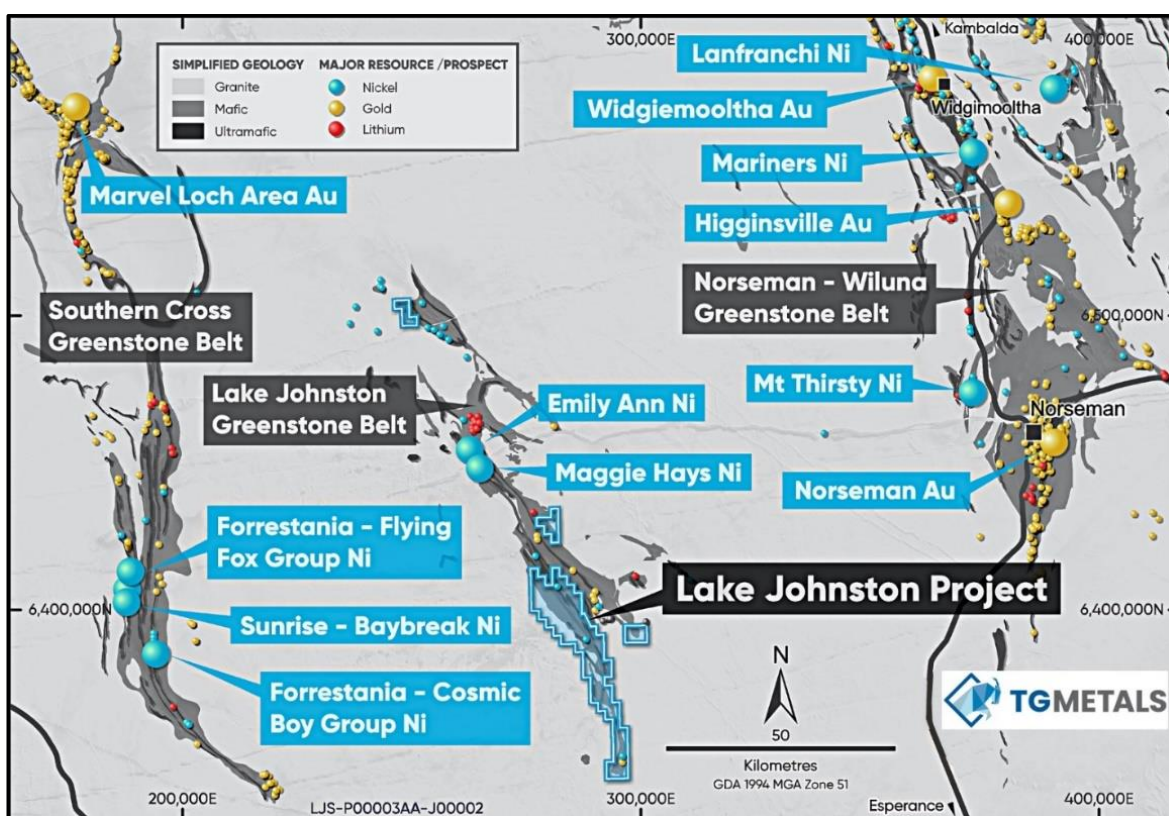 300,000E
Kambalda
400,000E
SIMPLIFIED GEOLOGY
MAJOR RESOURCE / PROSPECT
Granite
Nickel
Mafic
Gold
Ultramafic
Lithium
Lanfranchi Ni
Widgiemooltha Au
Widgimooltha
Mariners Ni
Marvel Loch Area Au
Higginsville Au
Norseman - Wiluna
Greenstone Belt
6,500,000N
Southern Cross
Greenstone Belt
Lake Johnston
Greenstone Belt
Emily Ann Ni
Mt Thirsty Ni
Norseman
Maggie Hays Ni
Norseman Au
Forrestania - Flying
Fox Group Ni
Lake Johnston Project
6,400,000N
6,400,000N
Sunrise - Baybreak Ni
Forrestania - Cosmic
Boy Group Ni
N
50
Kilometres
GDA 1994 MGA Zone 51
TGMETALS
200,000E
LJS-P00003AA-J00002
300,000E
Esperance
400,000E